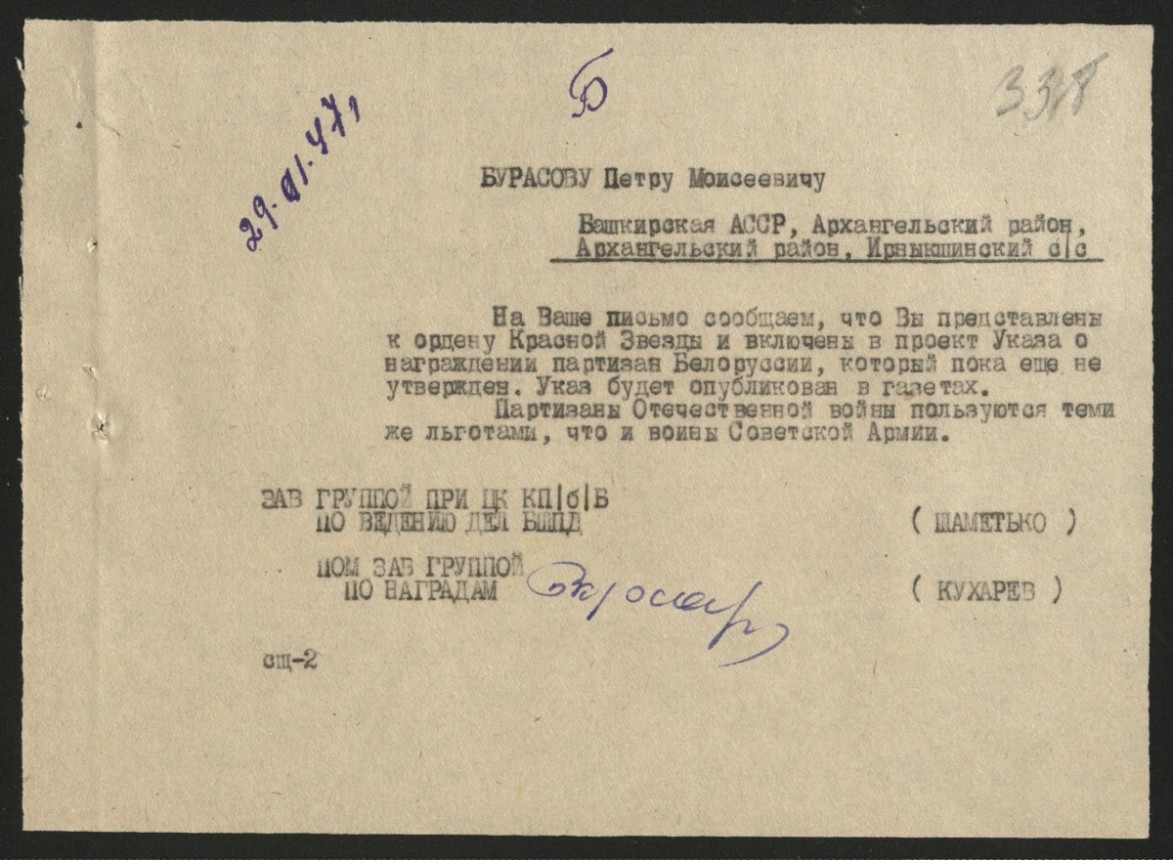 Б
338
29.VI.47,
БУРАСОВУ Петру Моисеевичу
Башкирская АССР, Архангельский район,
Архангельский район, Ирныкшинский с/с
На Ваше письмо сообщаем, что Вы представлены
к ордену Красной Звезды и включены в проект Указа о
награждении партизан Белоруссии, который пока еще не
утвержден. Указ будет опубликован в газетах.
Партизаны Отечественной войны пользуются теми
же льготами, что и воины Советской Армии.
ЗАВ ГРУППОЙ ПРИ ЦК КП|б|Б
ПО ВЕДЕНИЮ ДЕЛ БШПД ( ШАМЕТЬКО )
ПОМ ЗАВ ГРУППОЙ
ПО НАГРАДАМ ( КУХАРЕВ )
сщ-2